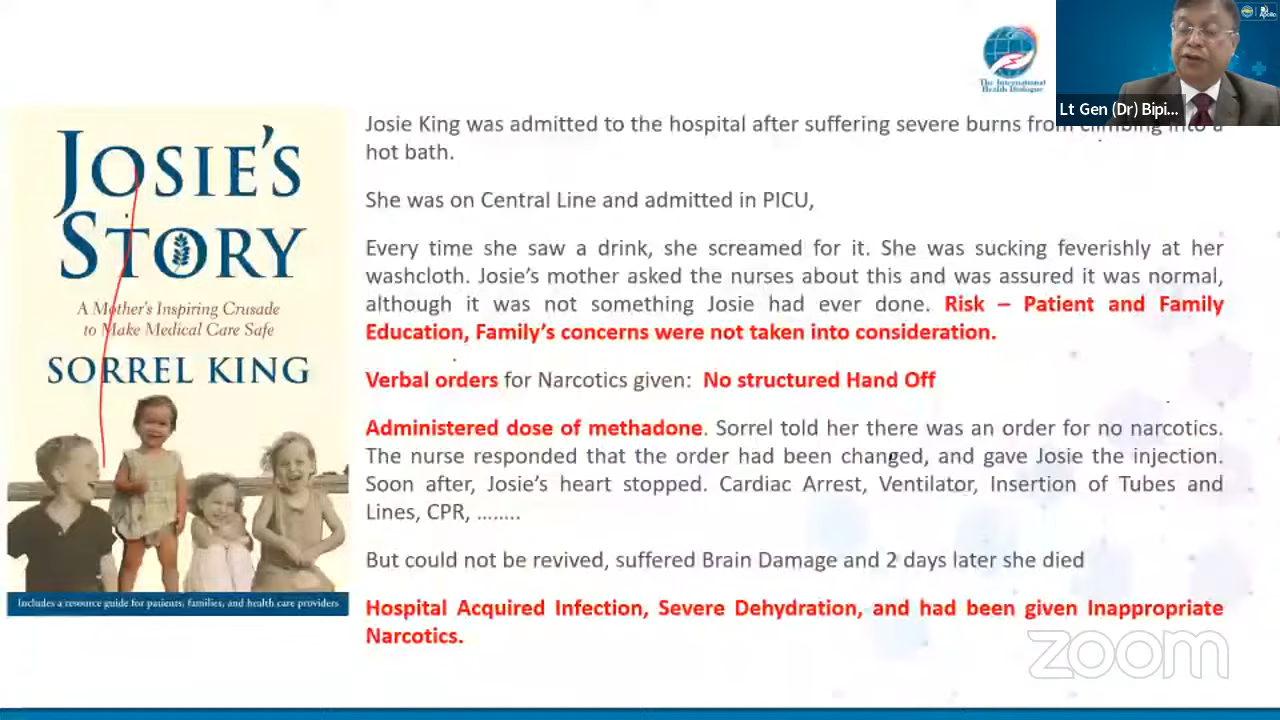 The International
Health Dialogue
Apollo
Lt Gen (Dr) Bipi...
JOSIE'S
STORY
A Mother's Inspiring Crusade
to Make Medical Care Safe
SORREL KING
Includes a resource guide for patients, families, and health care providers
Josie King was admitted to the hospital after suffering severe burns from climbing into a
hot bath.
She was on Central Line and admitted in PICU,
Every time she saw a drink, she screamed for it. She was sucking feverishly at her
washcloth. Josie's mother asked the nurses about this and was assured it was normal,
although it was not something Josie had ever done. Risk – Patient and Family
Education, Family's concerns were not taken into consideration.
Verbal orders for Narcotics given: No structured Hand Off
Administered dose of methadone. Sorrel told her there was an order for no narcotics.
The nurse responded that the order had been changed, and gave Josie the injection.
Soon after, Josie's heart stopped. Cardiac Arrest, Ventilator, Insertion of Tubes and
Lines, CPR, ……..
But could not be revived, suffered Brain Damage and 2 days later she died
Hospital Acquired Infection, Severe Dehydration, and had been given Inappropriate
Narcotics.
zoom